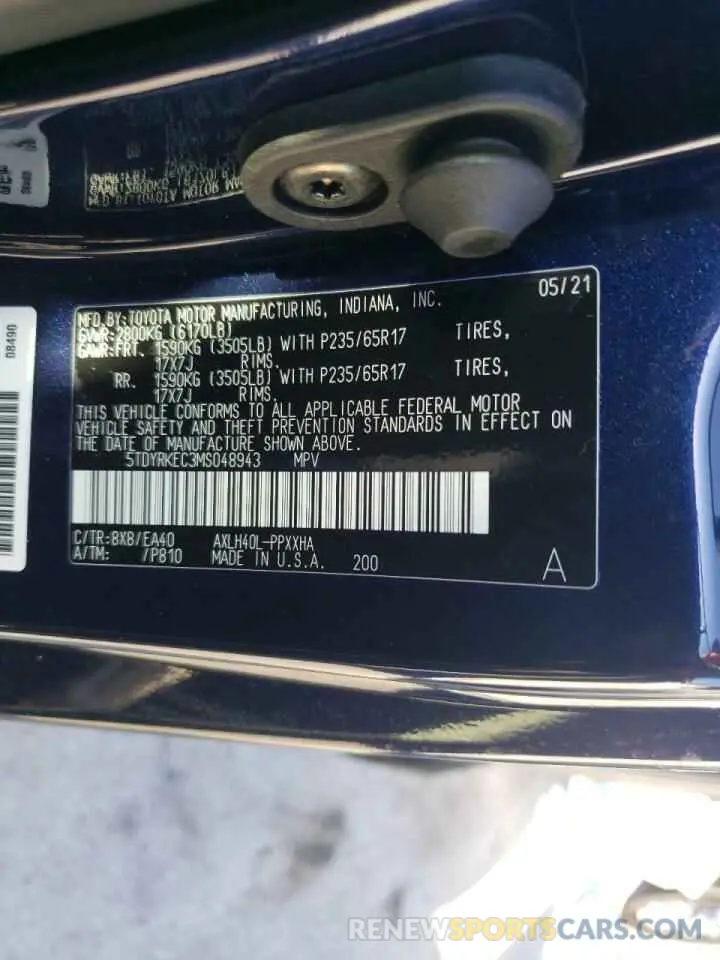 08490
05/21
MFD.BY:TOYOTA MOTOR MANUFACTURING, INDIANA, INC.
GVWR:2800KG (6170LB)
GAWR:FRT. 1590KG (3505LB) WITH P235/65R17 TIRES,
17X7J RIMS.
RR. 1590KG (3505LB) WITH P235/65R17 TIRES,
17X7J RIMS.
THIS VEHICLE CONFORMS TO ALL APPLICABLE FEDERAL MOTOR
VEHICLE SAFETY AND THEFT PREVENTION STANDARDS IN EFFECT ON
THE DATE OF MANUFACTURE SHOWN ABOVE.
5TDYRKEC3MS048943 MPV
C/TR:8X8/EA40 AXLH40L-PPXXHA
A/TM: /P810 MADE IN U.S.A. 200 A
RENEWSPORTSCARS.COM